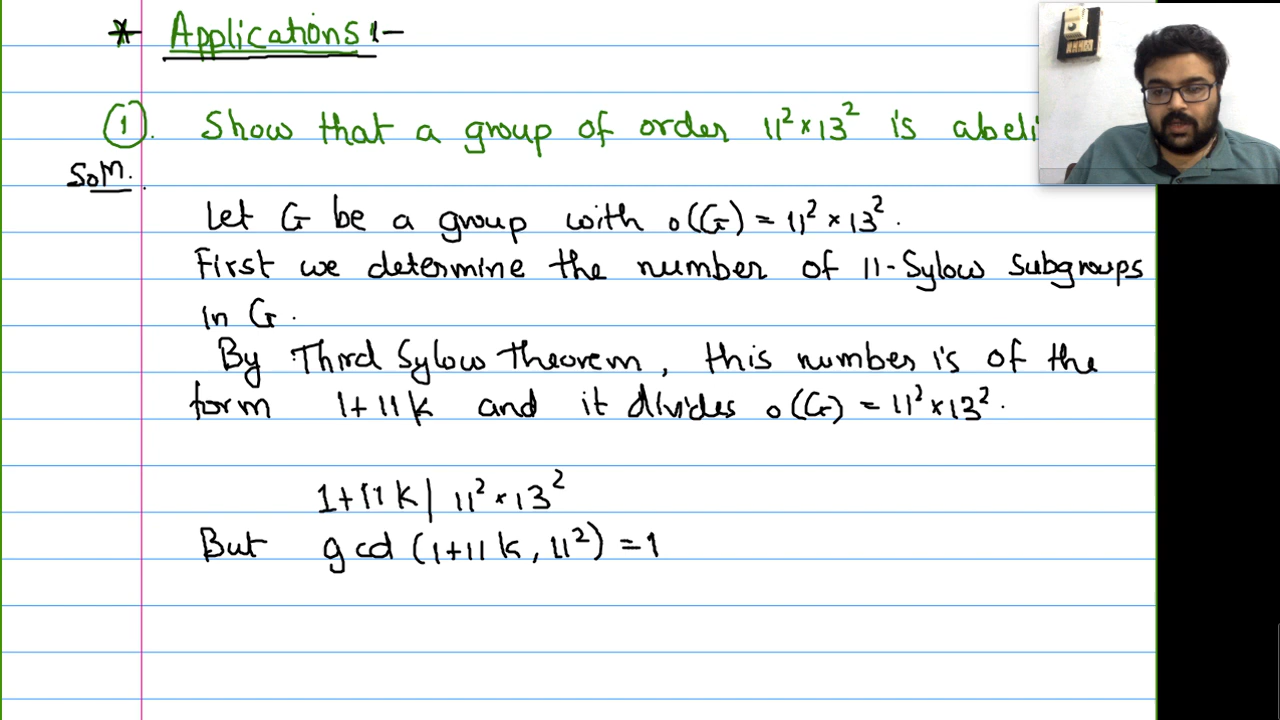 * Applications :-
①. Show that a group of order 11² × 13² is abeli
Soln.
Let G be a group with o(G) = 11² × 13².
First we determine the number of 11-Sylow subgroups
in G.
By Third Sylow Theorem, this number is of the
form 1+11k and it divides o(G) = 11² × 13².
1+11k | 11² × 13²
But gcd (1+11k, 11²) = 1